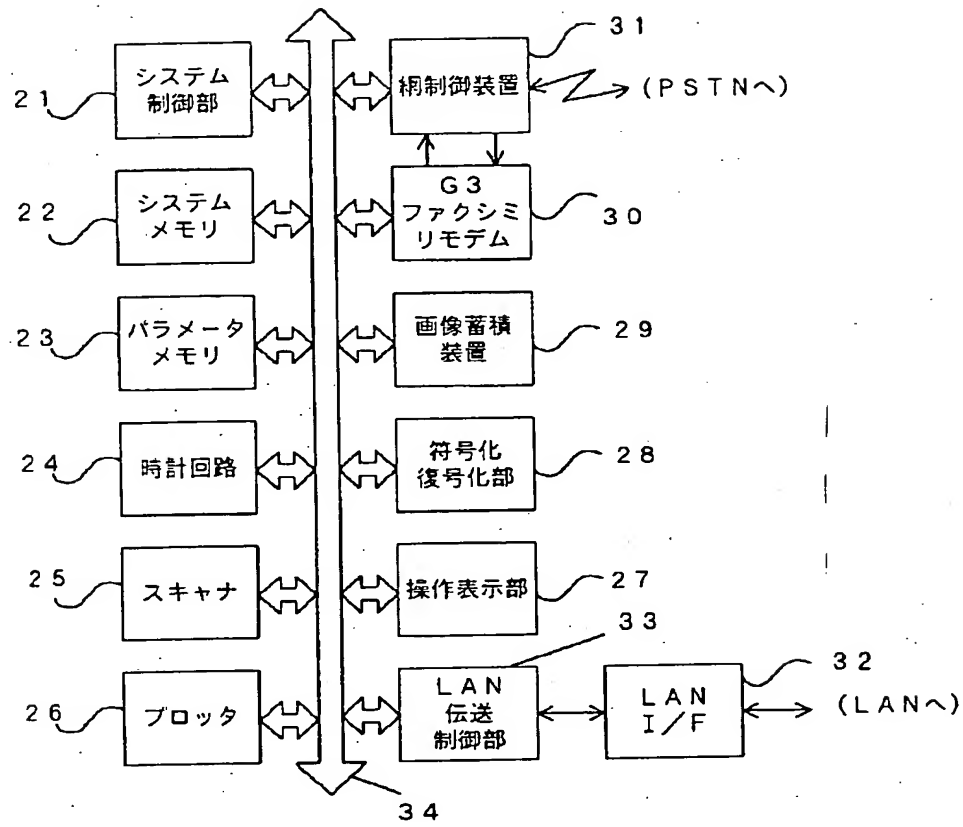 31
21
システム
制御部
網制御装置
(PSTNへ)
22
システム
メモリ
G3
ファクシミ
リモデム
30
23
パラメータ
メモリ
画像蓄積
装置
29
24
時計回路
符号化
復号化部
28
25
スキャナ
操作表示部
27
33
26
ブロッタ
LAN
伝送
制御部
LAN
I/F
32
(LANへ)
34